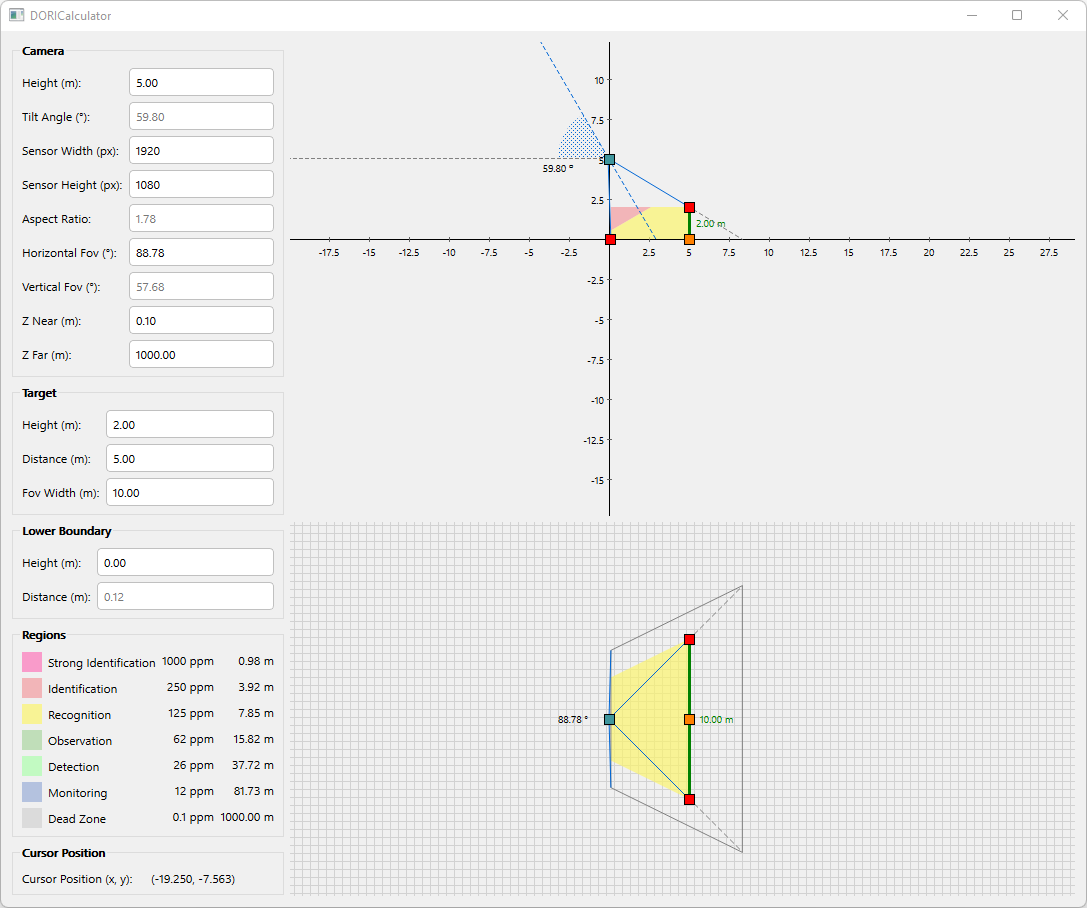 DORICalculator
Camera
Height (m): 5.00
Tilt Angle (°): 59.80
Sensor Width (px): 1920
Sensor Height (px): 1080
Aspect Ratio: 1.78
Horizontal Fov (°): 88.78
Vertical Fov (°): 57.68
Z Near (m): 0.10
Z Far (m): 1000.00
Target
Height (m): 2.00
Distance (m): 5.00
Fov Width (m): 10.00
Lower Boundary
Height (m): 0.00
Distance (m): 0.12
Regions
Strong Identification 1000 ppm 0.98 m
Identification 250 ppm 3.92 m
Recognition 125 ppm 7.85 m
Observation 62 ppm 15.82 m
Detection 26 ppm 37.72 m
Monitoring 12 ppm 81.73 m
Dead Zone 0.1 ppm 1000.00 m
Cursor Position
Cursor Position (x, y): (-19.250, -7.563)
10
7.5
5
59.80 °
2.5
2.00 m
-17.5 -15 -12.5 -10 -7.5 -5 -2.5 2.5 5 7.5 10 12.5 15 17.5 20 22.5 25 27.5
-2.5
-5
-7.5
-10
-12.5
-15
88.78 ° 10.00 m